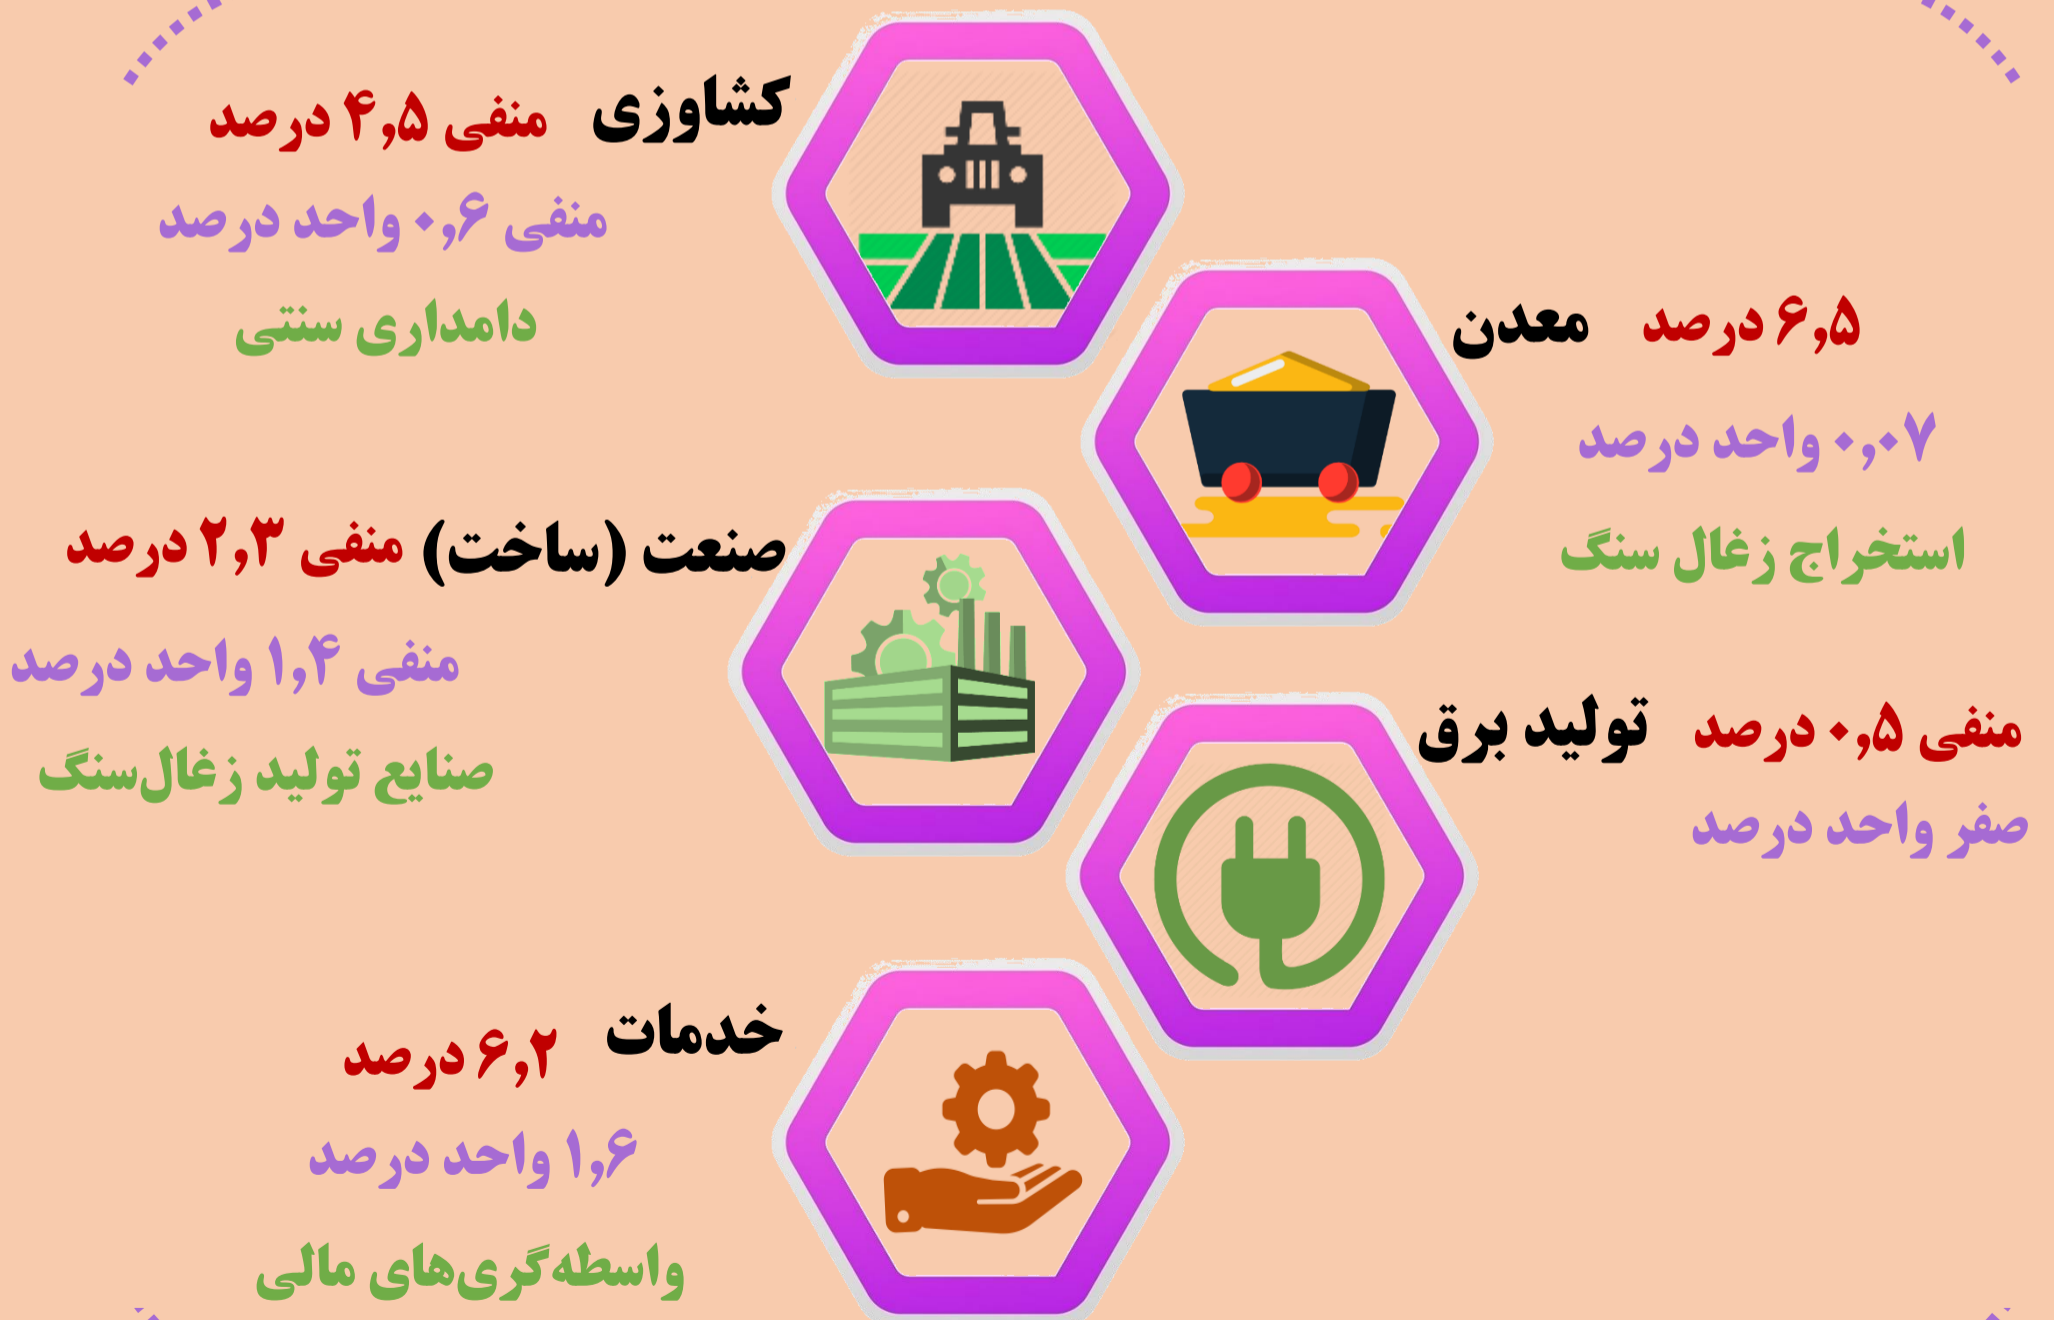 کشاورزی منفی ۴,۵ درصد
منفی ۰,۶ واحد درصد
دامداری سنتی
معدن ۶,۵ درصد
۰,۰۷ واحد درصد
استخراج زغال سنگ
صنعت (ساخت) منفی ۲,۳ درصد
منفی ۱,۴ واحد درصد
صنایع تولید زغال‌سنگ
تولید برق منفی ۰,۵ درصد
صفر واحد درصد
خدمات ۶,۲ درصد
۱,۶ واحد درصد
واسطه‌گری‌های مالی